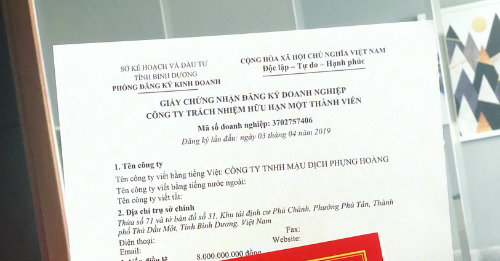 SỞ KẾ HOẠCH VÀ ĐẦU TƯ
TỈNH BÌNH DƯƠNG
PHÒNG ĐĂNG KÝ KINH DOANH
CỘNG HÒA XÃ HỘI CHỦ NGHĨA VIỆT NAM
Độc lập – Tự do – Hạnh phúc
GIẤY CHỨNG NHẬN ĐĂNG KÝ DOANH NGHIỆP
CÔNG TY TRÁCH NHIỆM HỮU HẠN MỘT THÀNH VIÊN
Mã số doanh nghiệp: 3702757406
Đăng ký lần đầu: ngày 03 tháng 04 năm 2019
1. Tên công ty
Tên công ty viết bằng tiếng Việt: CÔNG TY TNHH MẬU DỊCH PHỤNG HOÀNG
Tên công ty viết bằng tiếng nước ngoài:
Tên công ty viết tắt:
2. Địa chỉ trụ sở chính
Thửa số 71 và tờ bản đồ số 31, Khu tái định cư Phú Chánh, Phường Phú Tân, Thành
phố Thủ Dầu Một, Tỉnh Bình Dương, Việt Nam
Điện thoại: Fax:
Email: Website:
8.000.000.000 đồng